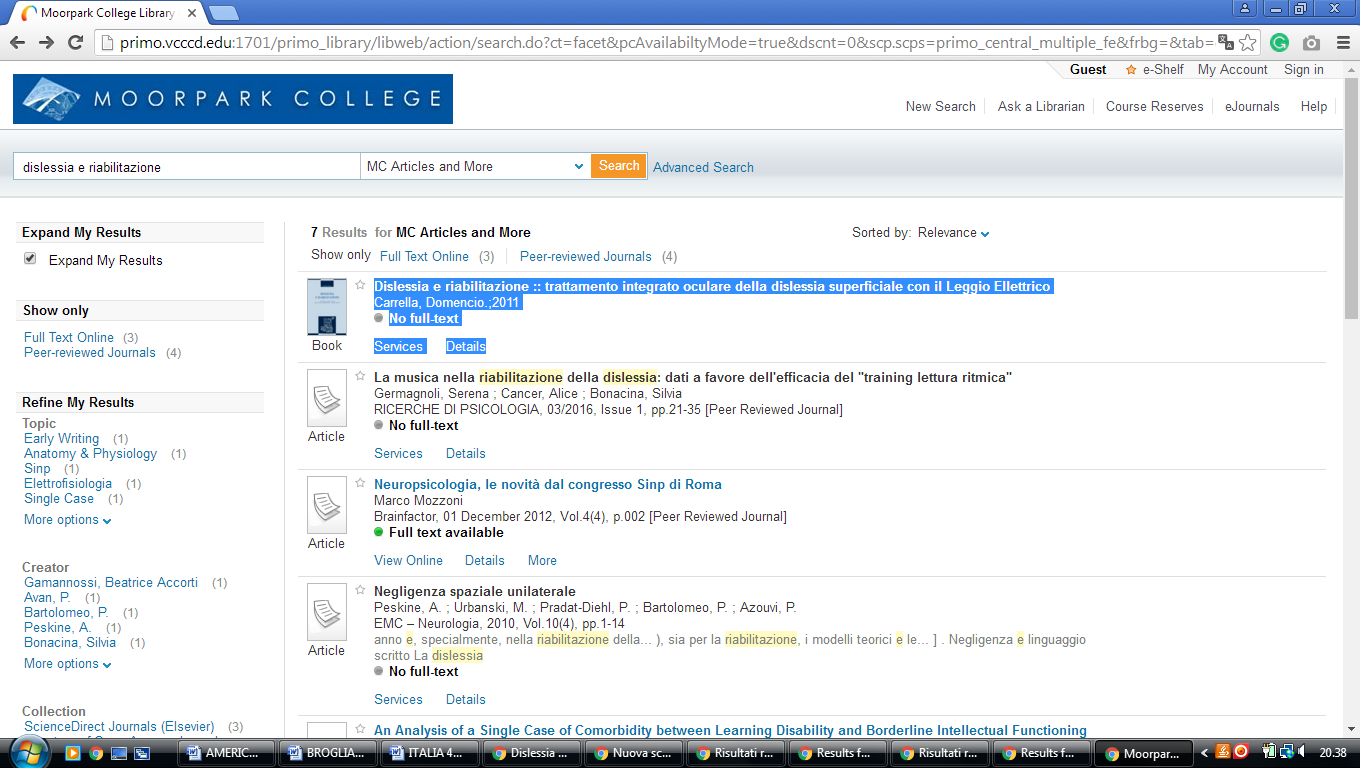 Moorpark College Library
primo.vcccd.edu:1701/primo_library/libweb/action/search.do?ct=facet&pcAvailabiltyMode=true&dscnt=0&scp.scps=primo_central_multiple_fe&frbg=&tab=
Guest e-Shelf My Account Sign in
MOORPARK COLLEGE
New Search Ask a Librarian Course Reserves eJournals Help
dislessia e riabilitazione MC Articles and More Search Advanced Search
Expand My Results
Expand My Results
Show only
Full Text Online (3)
Peer-reviewed Journals (4)
Refine My Results
Topic
Early Writing (1)
Anatomy & Physiology (1)
Sinp (1)
Elettrofisiologia (1)
Single Case (1)
More options
Creator
Gamannossi, Beatrice Accorti (1)
Avan, P. (1)
Bartolomeo, P. (1)
Peskine, A. (1)
Bonacina, Silvia (1)
More options
Collection
ScienceDirect Journals (Elsevier) (3)
7 Results for MC Articles and More Sorted by: Relevance
Show only Full Text Online (3) Peer-reviewed Journals (4)
Dislessia e riabilitazione :: trattamento integrato oculare della dislessia superficiale con il Leggio Ellettrico
Carrella, Domencio.;2011
No full-text
Book
Services Details
La musica nella riabilitazione della dislessia: dati a favore dell'efficacia del "training lettura ritmica"
Germagnoli, Serena ; Cancer, Alice ; Bonacina, Silvia
RICERCHE DI PSICOLOGIA, 03/2016, Issue 1, pp.21-35 [Peer Reviewed Journal]
No full-text
Article
Services Details
Neuropsicologia, le novità dal congresso Sinp di Roma
Marco Mozzoni
Brainfactor, 01 December 2012, Vol.4(4), p.002 [Peer Reviewed Journal]
Full text available
Article
View Online Details More
Negligenza spaziale unilaterale
Peskine, A. ; Urbanski, M. ; Pradat-Diehl, P. ; Bartolomeo, P. ; Azouvi, P.
EMC – Neurologia, 2010, Vol.10(4), pp.1-14
anno e, specialmente, nella riabilitazione della... ), sia per la riabilitazione, i modelli teorici e le... ] . Negligenza e linguaggio
scritto La dislessia
Article
No full-text
Services Details
An Analysis of a Single Case of Comorbidity between Learning Disability and Borderline Intellectual Functioning
AMERIC... BROGLIA... ITALIA 4... Dislessia ... Nuova sc... Risultati r... Results f... Risultati r... Results f... Moorpar... 20.38